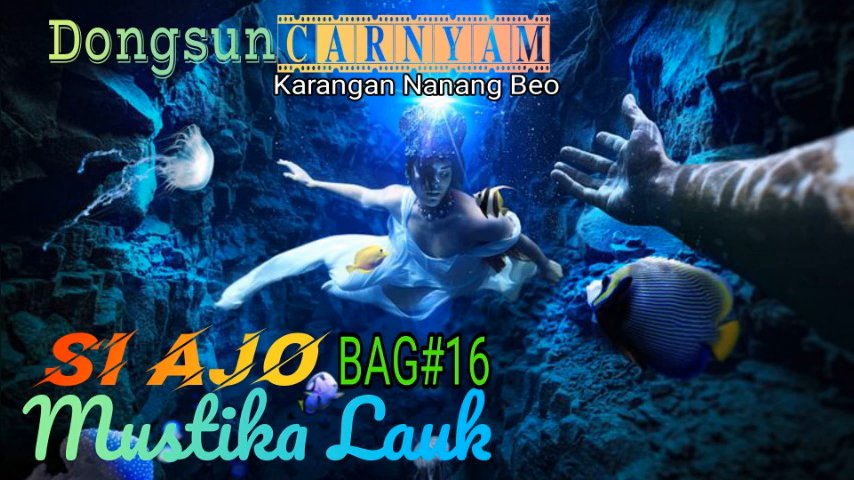 Dongsun CARNYAM
Karangan Nanang Beo
SI AJO BAG#16
Mustika Lauk